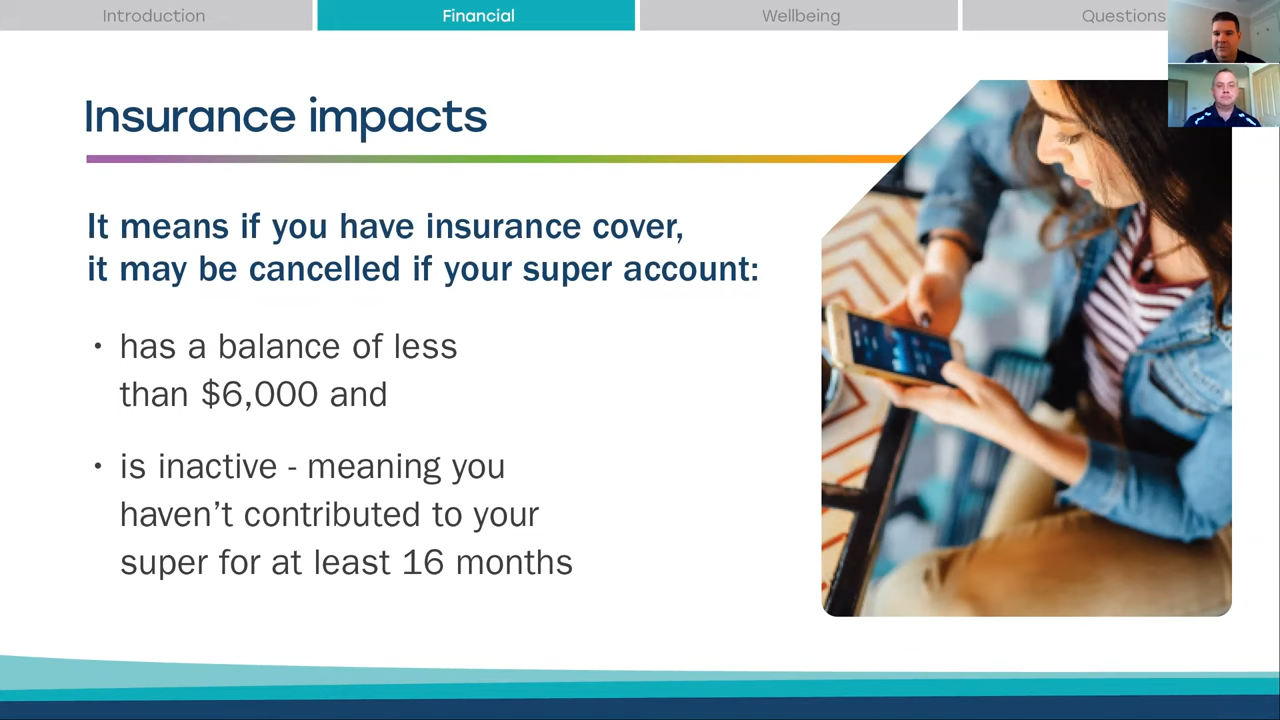 Introduction
Financial
Wellbeing
Questions
Insurance impacts
It means if you have insurance cover,
it may be cancelled if your super account:
• has a balance of less
than $6,000 and
• is inactive - meaning you
haven't contributed to your
super for at least 16 months